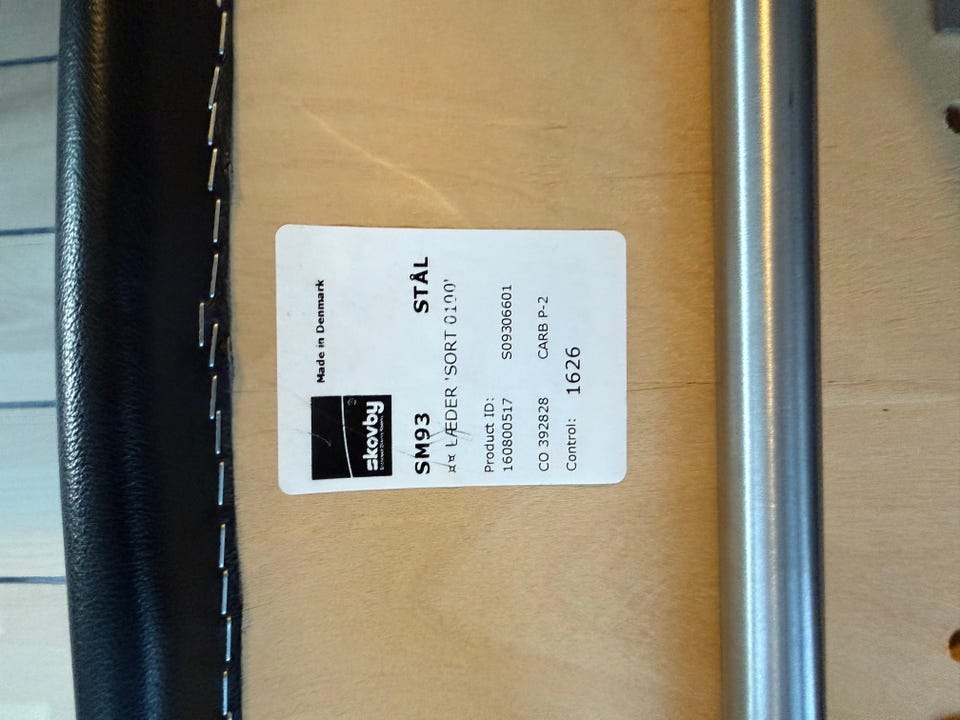 Made in Denmark
skovby
SM93 STÅL
¤¤ LÆDER 'SORT 0100'
Product ID:
160800517 S09306601
CO 392828 CARB P-2
Control: 1626